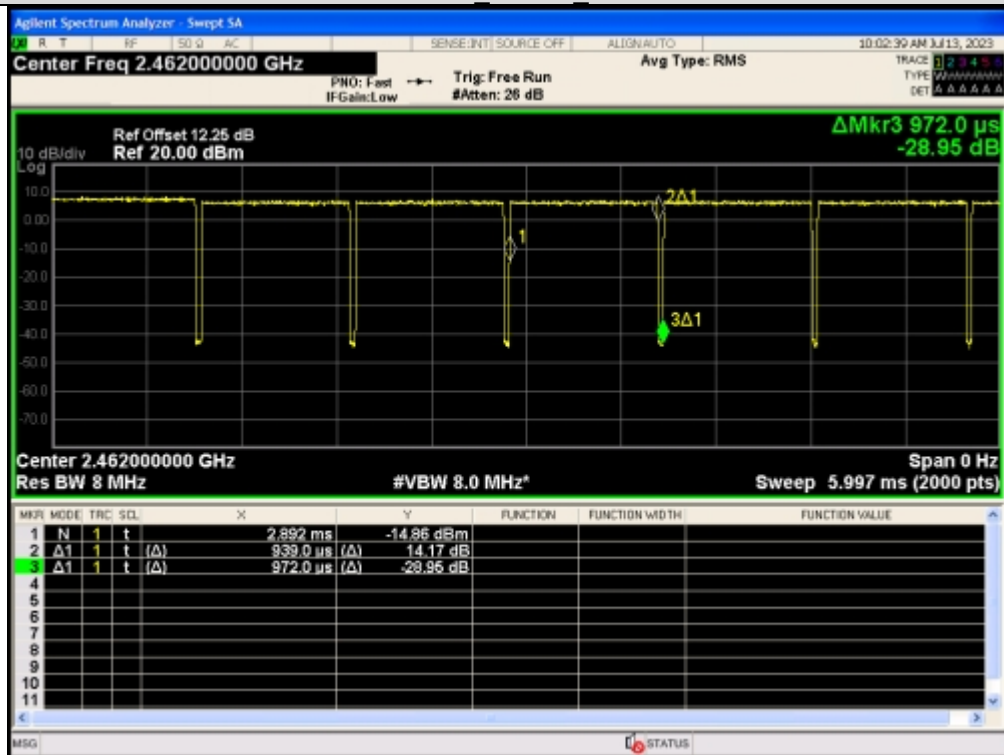 Agilent Spectrum Analyzer - Swept SA
R T RF 50 Ω AC SENSE:INT SOURCE OFF ALIGNAUTO 10:02:39 AM Jul 13, 2023
Center Freq 2.462000000 GHz Avg Type: RMS TRACE 1 2 3 4 5 6
PNO: Fast Trig: Free Run TYPE
IFGain:Low #Atten: 26 dB DET A A A A A A
ΔMkr3 972.0 µs
Ref Offset 12.25 dB
-28.95 dB
10 dB/div Ref 20.00 dBm
Log
10.0
2Δ1
0.00
1
-10.0
-20.0
-30.0
3Δ1
-40.0
-50.0
-60.0
-70.0
Center 2.462000000 GHz Span 0 Hz
Res BW 8 MHz #VBW 8.0 MHz* Sweep 5.997 ms (2000 pts)
MKR MODE TRC SCL X Y FUNCTION FUNCTION WIDTH FUNCTION VALUE
1 N 1 t 2.892 ms -14.86 dBm
2 Δ1 1 t (Δ) 939.0 µs (Δ) 14.17 dB
3 Δ1 1 t (Δ) 972.0 µs (Δ) -28.95 dB
4
5
6
7
8
9
10
11
MSG STATUS